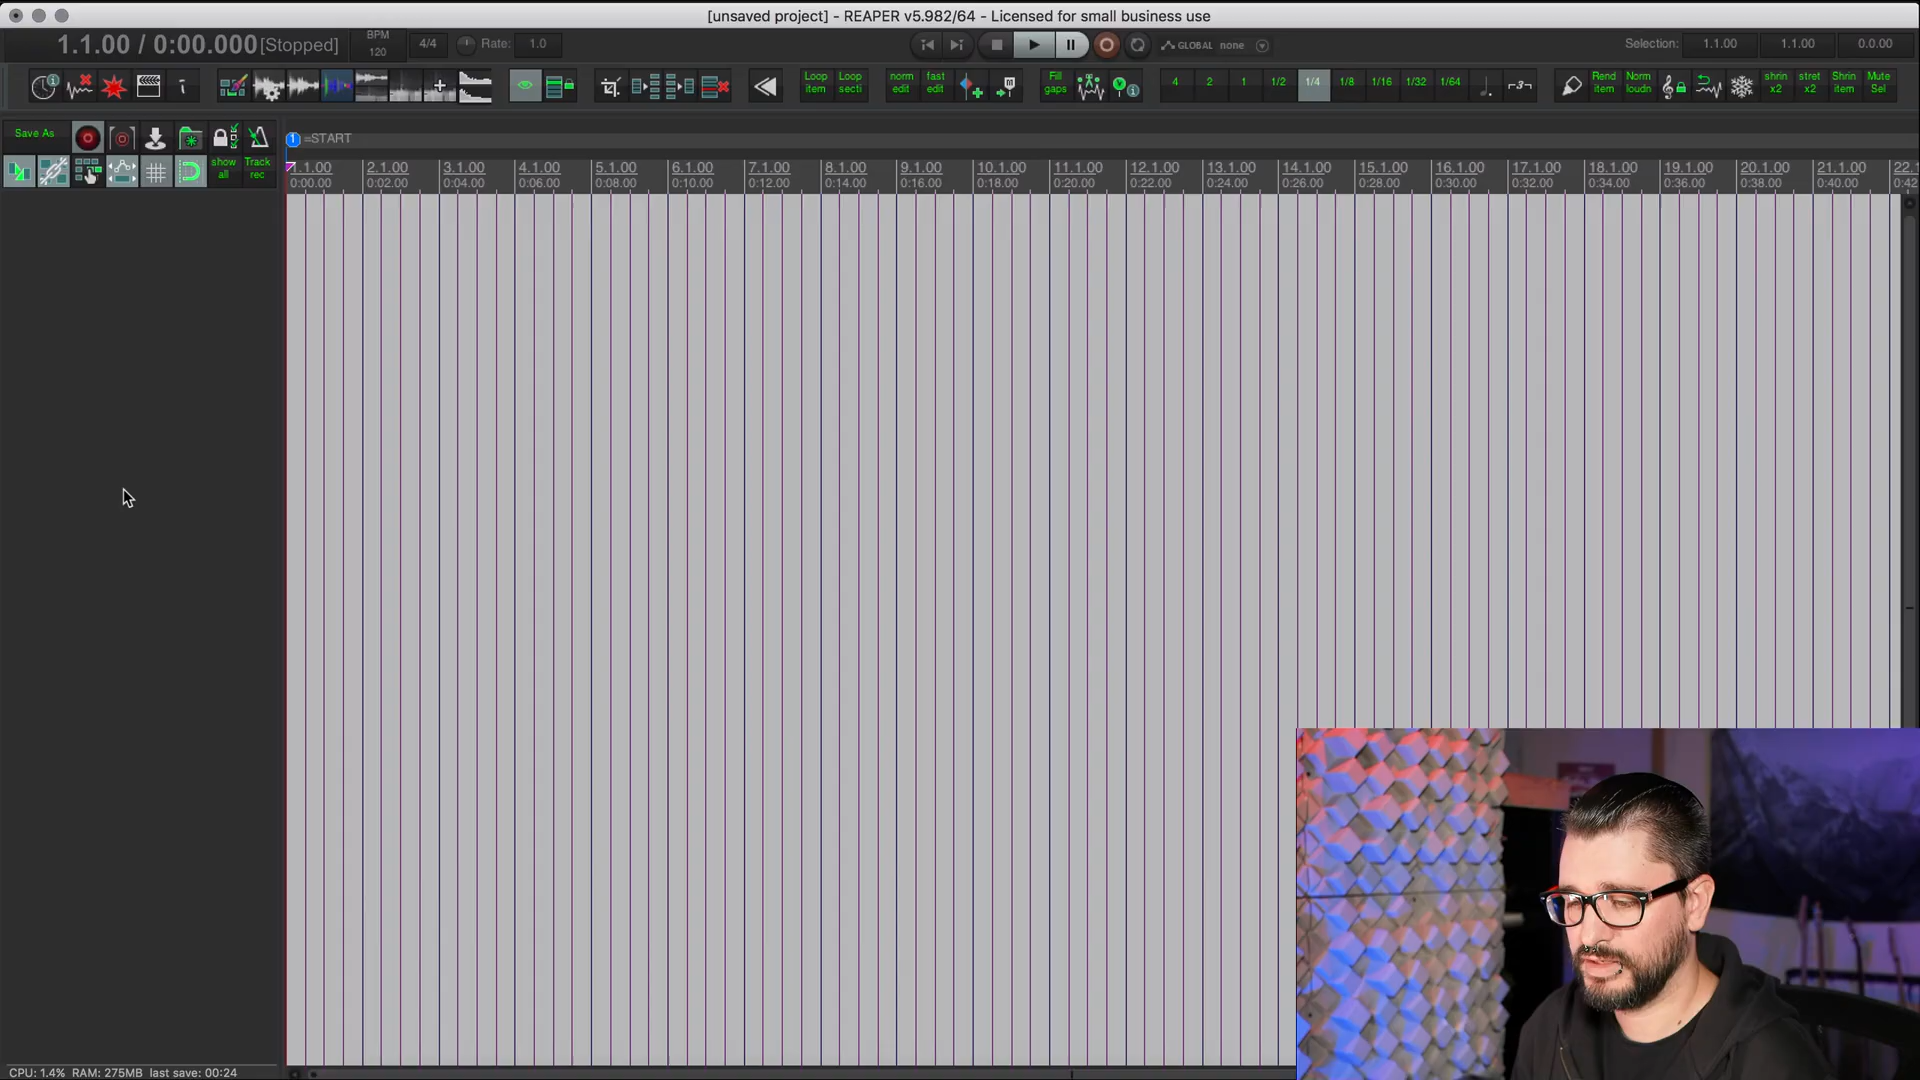 [unsaved project] - REAPER v5.982/64 - Licensed for small business use
1.1.00 / 0:00.000 [Stopped]
BPM
120
4/4
Rate: 1.0
GLOBAL none
Selection: 1.1.00 1.1.00 0.0.00
Loop item
Loop secti
norm edit
fast edit
Fill gaps
4 2 1 1/2 1/4 1/8 1/16 1/32 1/64
-3-
Rend item
Norm loudn
shrin x2
stret x2
Shrin item
Mute Sel
Save As
show all
Track rec
1 =START
1.1.00 2.1.00 3.1.00 4.1.00 5.1.00 6.1.00 7.1.00 8.1.00 9.1.00 10.1.00 11.1.00 12.1.00 13.1.00 14.1.00 15.1.00 16.1.00 17.1.00 18.1.00 19.1.00 20.1.00 21.1.00 22.1
0:00.00 0:02.00 0:04.00 0:06.00 0:08.00 0:10.00 0:12.00 0:14.00 0:16.00 0:18.00 0:20.00 0:22.00 0:24.00 0:26.00 0:28.00 0:30.00 0:32.00 0:34.00 0:36.00 0:38.00 0:40.00 0:42
CPU: 1.4% RAM: 275MB last save: 00:24